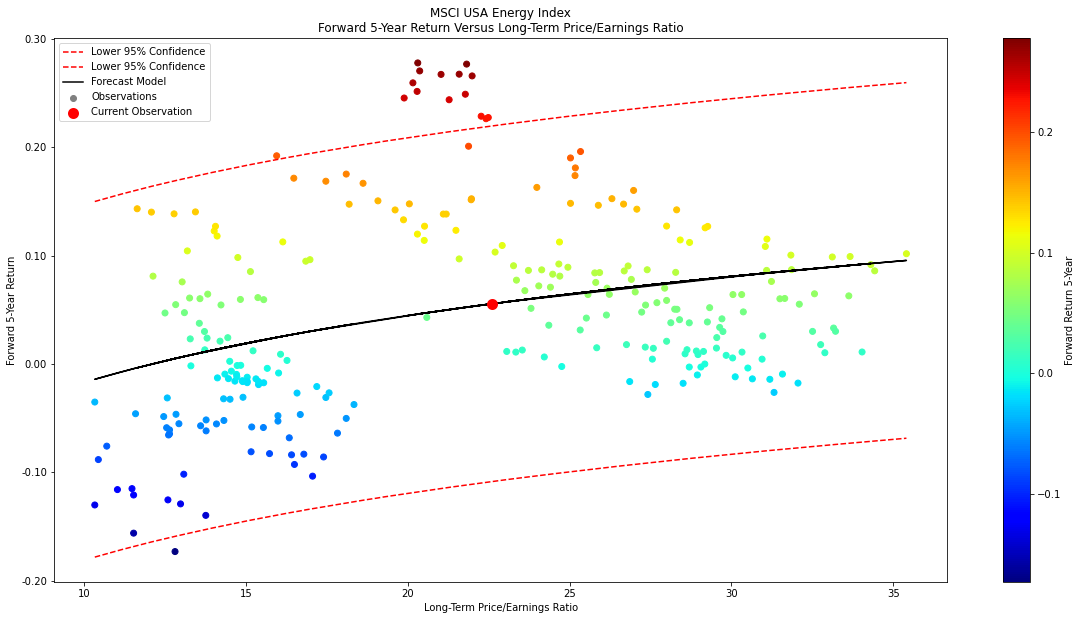 MSCI USA Energy Index
Forward 5-Year Return Versus Long-Term Price/Earnings Ratio
Lower 95% Confidence
Lower 95% Confidence
Forecast Model
Observations
Current Observation
0.30
0.20
0.10
0.00
-0.10
-0.20
Forward 5-Year Return
10
15
20
25
30
35
Long-Term Price/Earnings Ratio
0.2
0.1
0.0
−0.1
Forward Return 5-Year